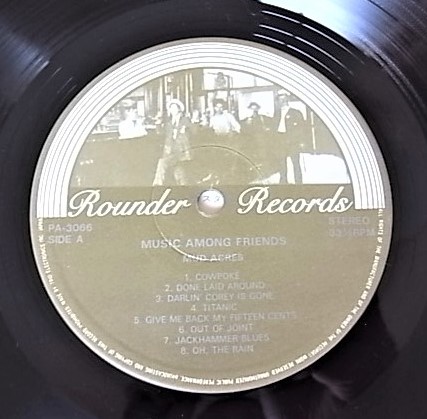 Rounder Records
PA-3066
STEREO
SIDE A
33⅓RPM
MUSIC AMONG FRIENDS
MUD ACRES
1. COWPOKE
2. DONE LAID AROUND
3. DARLIN' COREY IS GONE
4. TITANIC
5. GIVE ME BACK MY FIFTEEN CENTS
6. OUT OF JOINT
7. JACKHAMMER BLUES
8. OH, THE RAIN